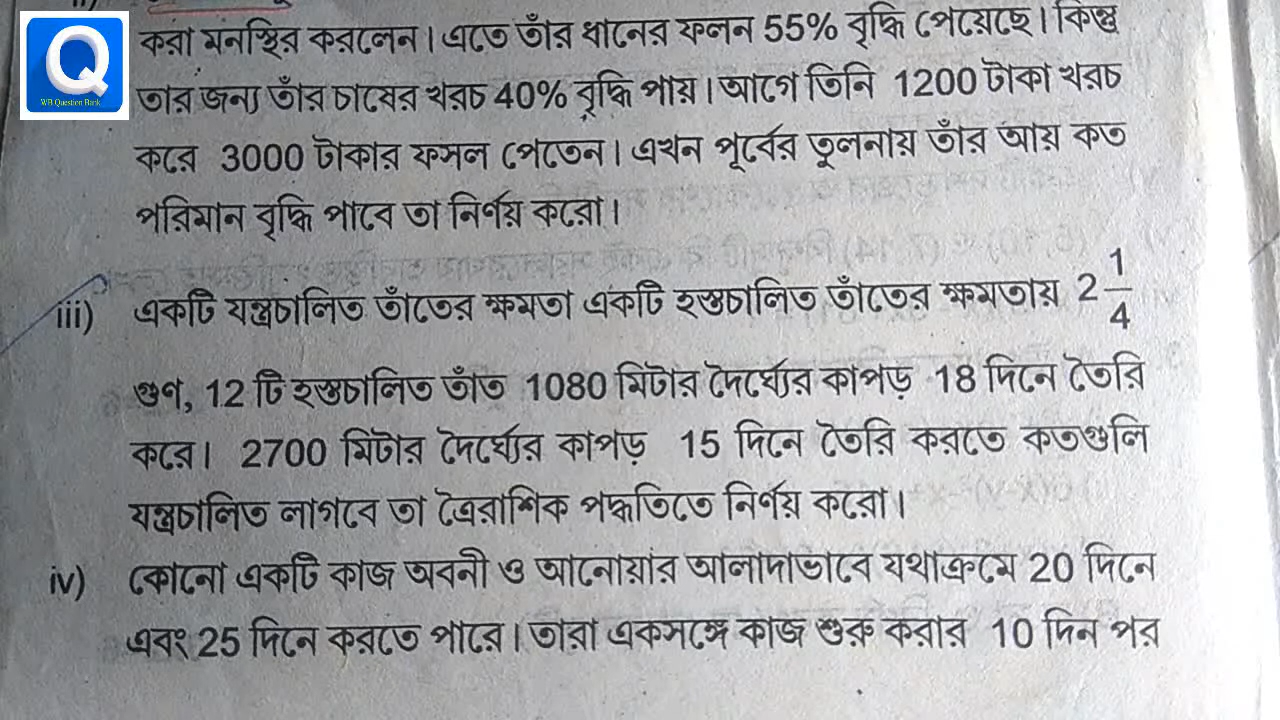 Q
WB Question Bank
করা মনস্থির করলেন। এতে তাঁর ধানের ফলন 55% বৃদ্ধি পেয়েছে। কিন্তু
তার জন্য তাঁর চাষের খরচ 40% বৃদ্ধি পায়। আগে তিনি 1200 টাকা খরচ
করে 3000 টাকার ফসল পেতেন। এখন পূর্বের তুলনায় তাঁর আয় কত
পরিমান বৃদ্ধি পাবে তা নির্ণয় করো।
iii) একটি যন্ত্রচালিত তাঁতের ক্ষমতা একটি হস্তচালিত তাঁতের ক্ষমতায় 2 1/4
গুণ, 12 টি হস্তচালিত তাঁত 1080 মিটার দৈর্ঘ্যের কাপড় 18 দিনে তৈরি
করে। 2700 মিটার দৈর্ঘ্যের কাপড় 15 দিনে তৈরি করতে কতগুলি
যন্ত্রচালিত লাগবে তা ত্রৈরাশিক পদ্ধতিতে নির্ণয় করো।
iv) কোনো একটি কাজ অবনী ও আনোয়ার আলাদাভাবে যথাক্রমে 20 দিনে
এবং 25 দিনে করতে পারে। তারা একসঙ্গে কাজ শুরু করার 10 দিন পর